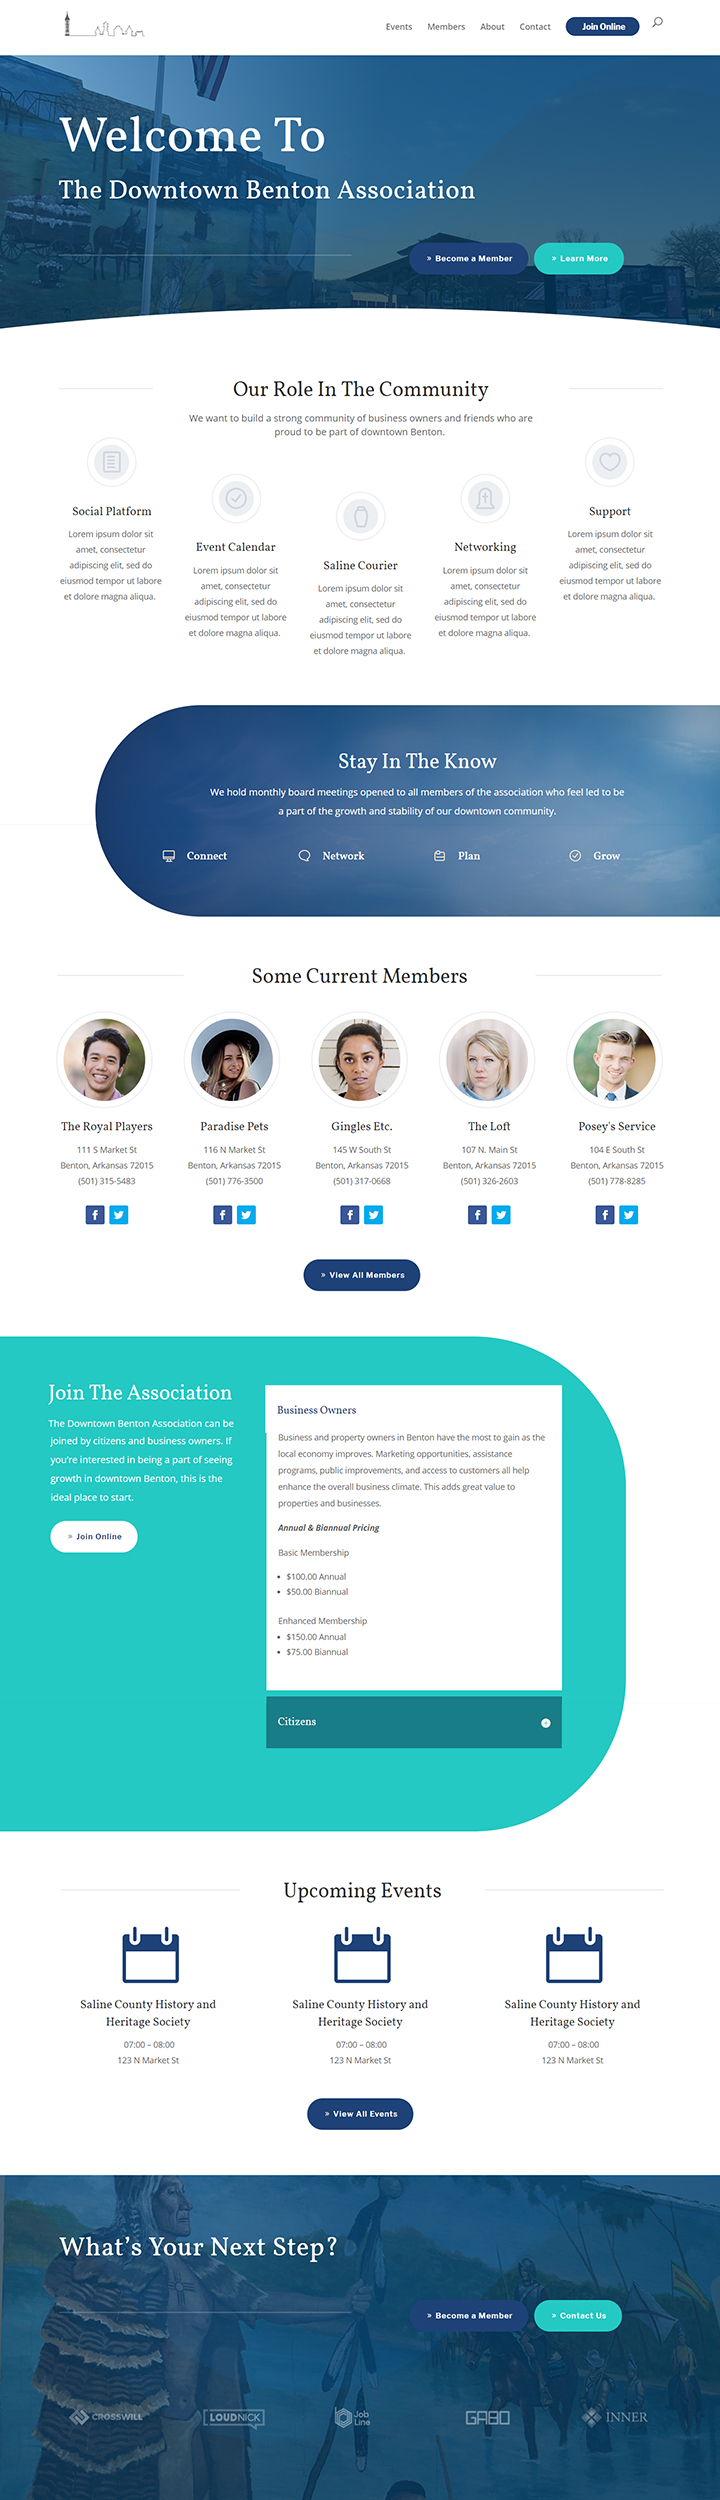 Events Members About Contact Join Online
Welcome To
The Downtown Benton Association
» Become a Member » Learn More
Our Role In The Community
We want to build a strong community of business owners and friends who are
proud to be part of downtown Benton.
Social Platform
Lorem ipsum dolor sit
amet, consectetur
adipiscing elit, sed do
eiusmod tempor ut labore
et dolore magna aliqua.
Event Calendar
Lorem ipsum dolor sit
amet, consectetur
adipiscing elit, sed do
eiusmod tempor ut labore
et dolore magna aliqua.
Saline Courier
Lorem ipsum dolor sit
amet, consectetur
adipiscing elit, sed do
eiusmod tempor ut labore
et dolore magna aliqua.
Networking
Lorem ipsum dolor sit
amet, consectetur
adipiscing elit, sed do
eiusmod tempor ut labore
et dolore magna aliqua.
Support
Lorem ipsum dolor sit
amet, consectetur
adipiscing elit, sed do
eiusmod tempor ut labore
et dolore magna aliqua.
Stay In The Know
We hold monthly board meetings opened to all members of the association who feel led to be
a part of the growth and stability of our downtown community.
Connect Network Plan Grow
Some Current Members
The Royal Players
111 S Market St
Benton, Arkansas 72015
(501) 315-5483
Paradise Pets
116 N Market St
Benton, Arkansas 72015
(501) 776-3500
Gingles Etc.
145 W South St
Benton, Arkansas 72015
(501) 317-0668
The Loft
107 N. Main St
Benton, Arkansas 72015
(501) 326-2603
Posey's Service
104 E South St
Benton, Arkansas 72015
(501) 778-8285
» View All Members
Join The Association
The Downtown Benton Association can be
joined by citizens and business owners. If
you're interested in being a part of seeing
growth in downtown Benton, this is the
ideal place to start.
» Join Online
Business Owners
Business and property owners in Benton have the most to gain as the
local economy improves. Marketing opportunities, assistance
programs, public improvements, and access to customers all help
enhance the overall business climate. This adds great value to
properties and businesses.
Annual & Biannual Pricing
Basic Membership
• $100.00 Annual
• $50.00 Biannual
Enhanced Membership
• $150.00 Annual
• $75.00 Biannual
Citizens
Upcoming Events
Saline County History and
Heritage Society
07:00 – 08:00
123 N Market St
Saline County History and
Heritage Society
07:00 – 08:00
123 N Market St
Saline County History and
Heritage Society
07:00 – 08:00
123 N Market St
» View All Events
What's Your Next Step?
» Become a Member » Contact Us
CROSSWILL
LOUDNICK
Job
Line
GABO
INNER